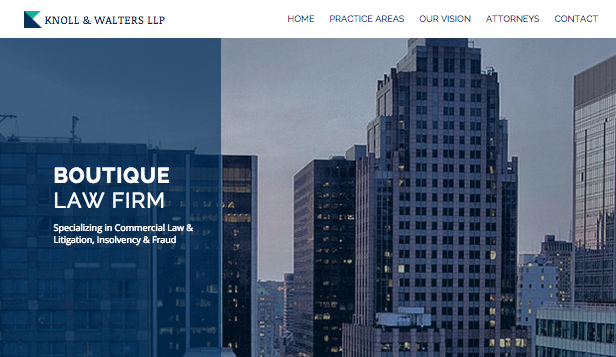 KNOLL & WALTERS LLP
HOME PRACTICE AREAS OUR VISION ATTORNEYS CONTACT
BOUTIQUE
LAW FIRM
Specializing in Commercial Law &
Litigation, Insolvency & Fraud